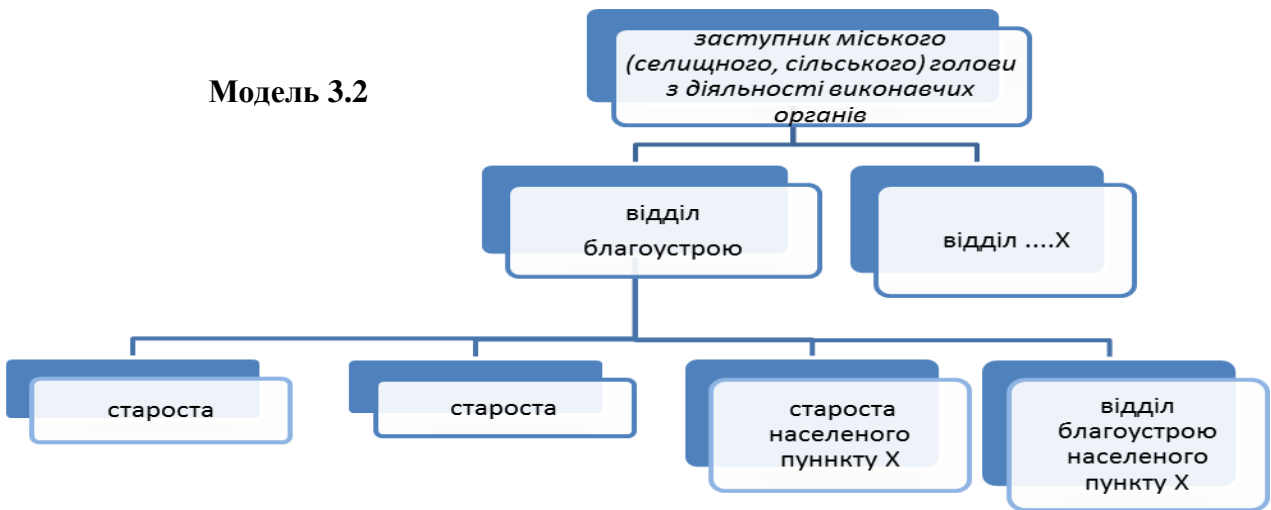 заступник міського
(селищного, сільського) голови
з діяльності виконавчих
органів
Модель 3.2
відділ
благоустрою
відділ ....Х
староста
староста
староста
населеного
пуннкту Х
відділ
благоустрою
населеного
пункту Х